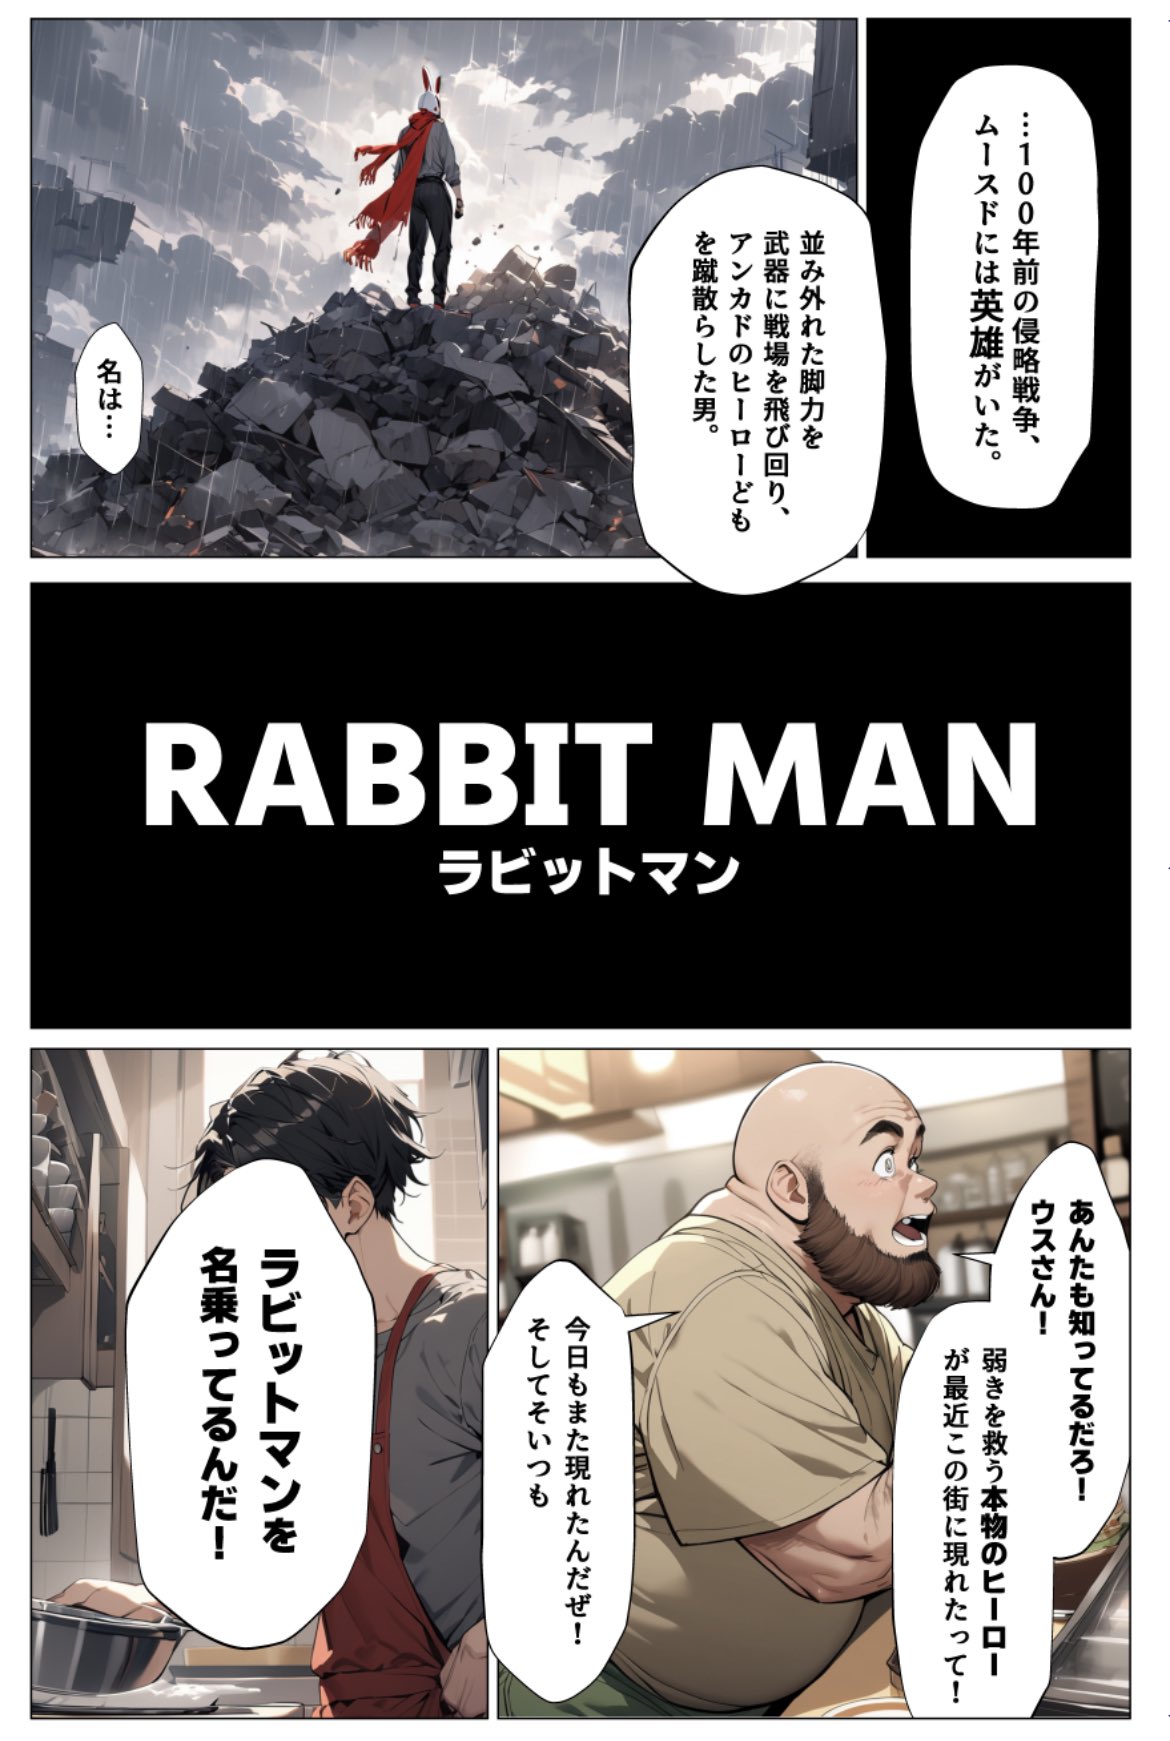 …100年前の侵略戦争、
ムースドには英雄がいた。
並み外れた脚力を
武器に戦場を飛び回り、
アンカドのヒーローども
を蹴散らした男。
名は…
RABBIT MAN
ラビットマン
あんたも知ってるだろ！
ウスさん！
弱きを救う本物のヒーロー
が最近この街に現れたって！
今日もまた現れたんだぜ！
そしてそいつも
ラビットマンを
名乗ってるんだ！